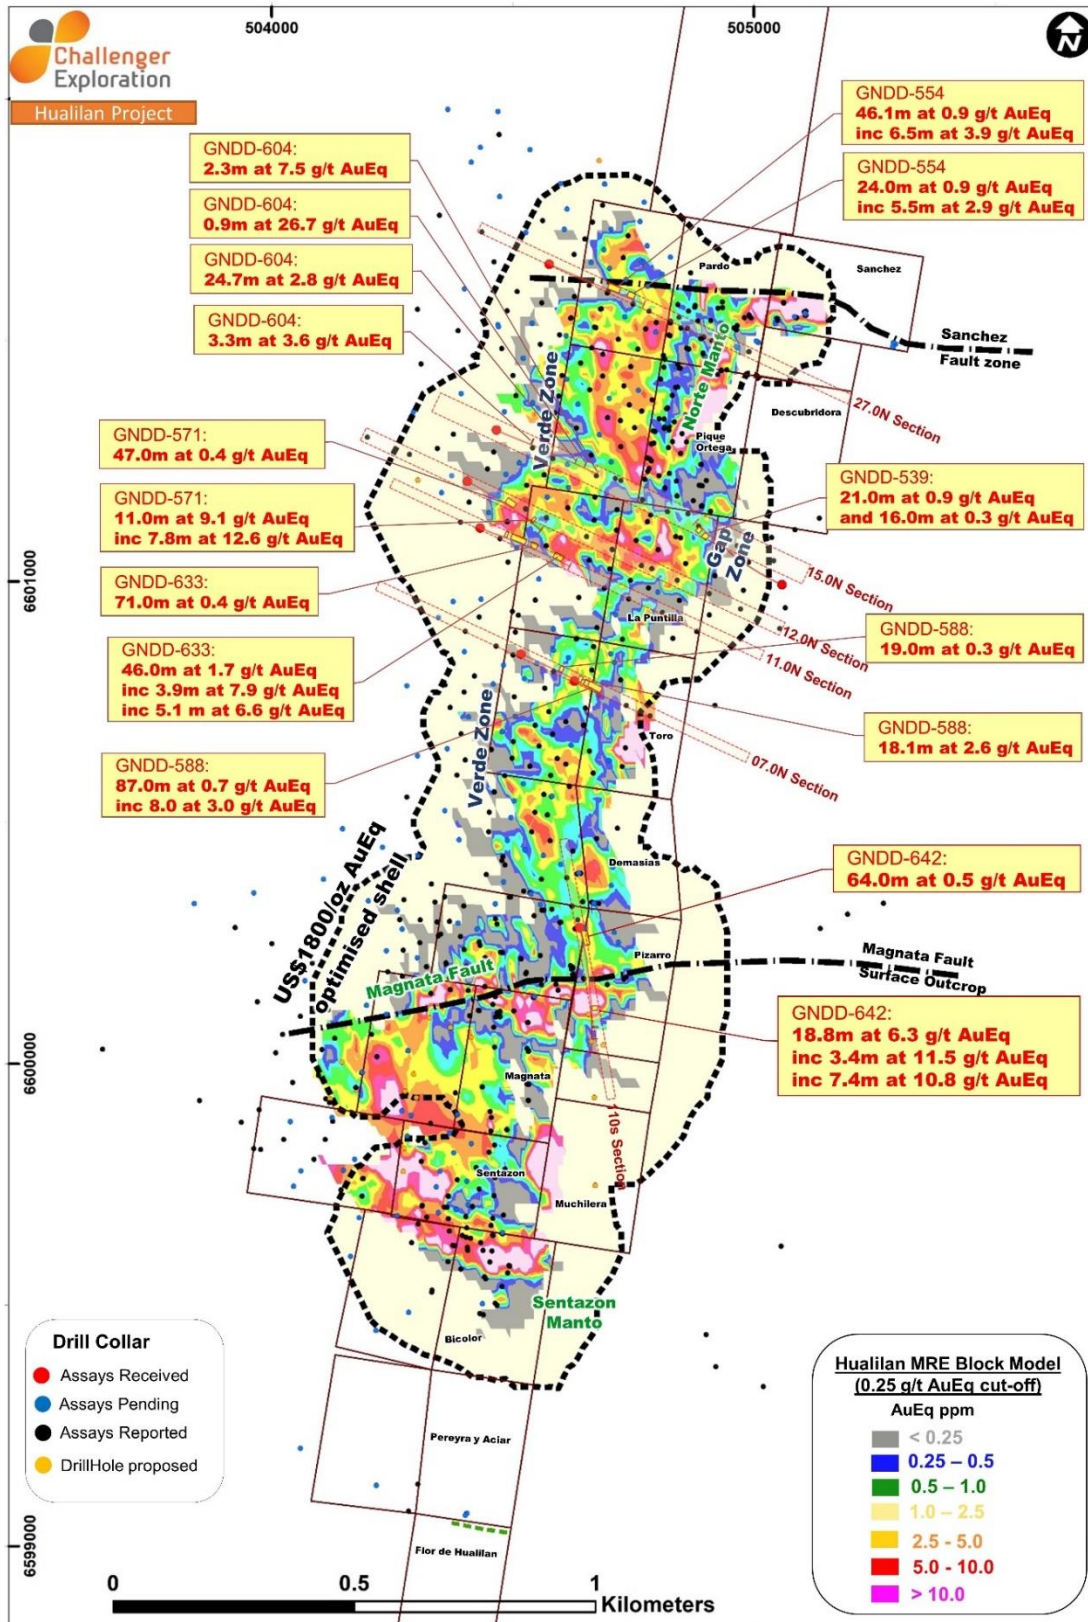 504000
505000
N
Challenger
Exploration
Hualilan Project
GNDD-554
46.1m at 0.9 g/t AuEq
inc 6.5m at 3.9 g/t AuEq
GNDD-604:
2.3m at 7.5 g/t AuEq
GNDD-554
24.0m at 0.9 g/t AuEq
inc 5.5m at 2.9 g/t AuEq
GNDD-604:
0.9m at 26.7 g/t AuEq
GNDD-604:
24.7m at 2.8 g/t AuEq
GNDD-604:
3.3m at 3.6 g/t AuEq
Pardo
Sanchez
Sanchez
Fault zone
Norte Manto
Verde Zone
27.0N Section
Descubridora
Pique
Ortega
GNDD-571:
47.0m at 0.4 g/t AuEq
GNDD-539:
21.0m at 0.9 g/t AuEq
and 16.0m at 0.3 g/t AuEq
GNDD-571:
11.0m at 9.1 g/t AuEq
inc 7.8m at 12.6 g/t AuEq
Gap
Zone
15.0N Section
6601000
GNDD-633:
71.0m at 0.4 g/t AuEq
La Puntilla
12.0N Section
11.0N Section
GNDD-588:
19.0m at 0.3 g/t AuEq
GNDD-633:
46.0m at 1.7 g/t AuEq
inc 3.9m at 7.9 g/t AuEq
inc 5.1 m at 6.6 g/t AuEq
Verde Zone
Toro
GNDD-588:
18.1m at 2.6 g/t AuEq
07.0N Section
GNDD-588:
87.0m at 0.7 g/t AuEq
inc 8.0 at 3.0 g/t AuEq
Demasias
GNDD-642:
64.0m at 0.5 g/t AuEq
US$1800/oz AuEq
optimised shell
Pizarro
Magnata Fault
Magnata Fault
Surface Outcrop
GNDD-642:
18.8m at 6.3 g/t AuEq
inc 3.4m at 11.5 g/t AuEq
inc 7.4m at 10.8 g/t AuEq
6600000
Magnata
110s Section
Sentazon
Muchilera
Sentazon
Manto
Bicolor
Drill Collar
Assays Received
Assays Pending
Assays Reported
DrillHole proposed
Hualilan MRE Block Model
(0.25 g/t AuEq cut-off)
AuEq ppm
< 0.25
0.25 – 0.5
0.5 – 1.0
1.0 – 2.5
2.5 - 5.0
5.0 - 10.0
> 10.0
Pereyra y Aciar
6599000
Flor de Hualilan
0
0.5
1
Kilometers